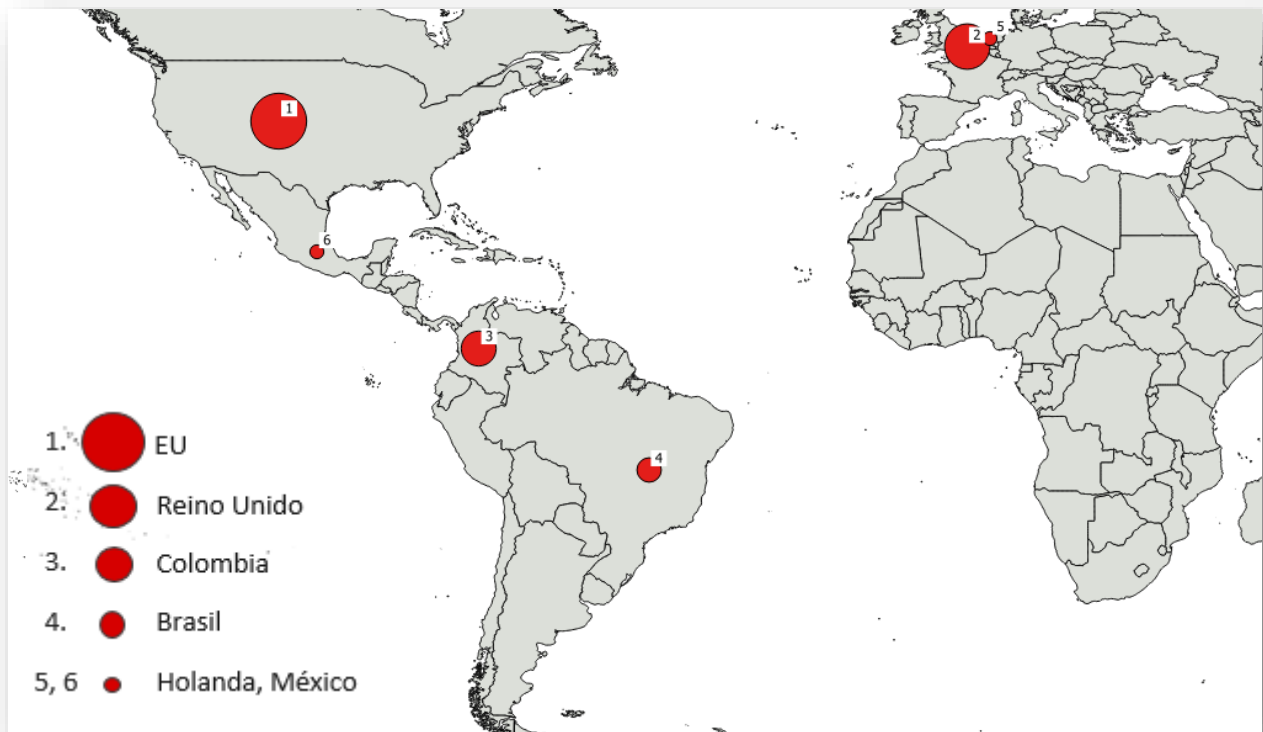 1
2
5
6
3
4
1. EU
2. Reino Unido
3. Colombia
4. Brasil
5, 6 Holanda, México